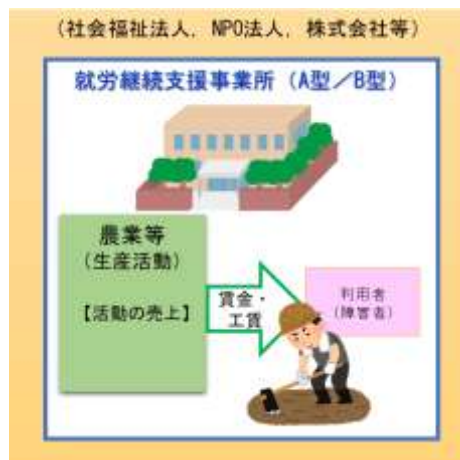 （社会福祉法人，NPO法人，株式会社等）
就労継続支援事業所（A型／B型）
農業等
（生産活動）
【活動の売上】
賃金・
工賃
利用者
（障害者）